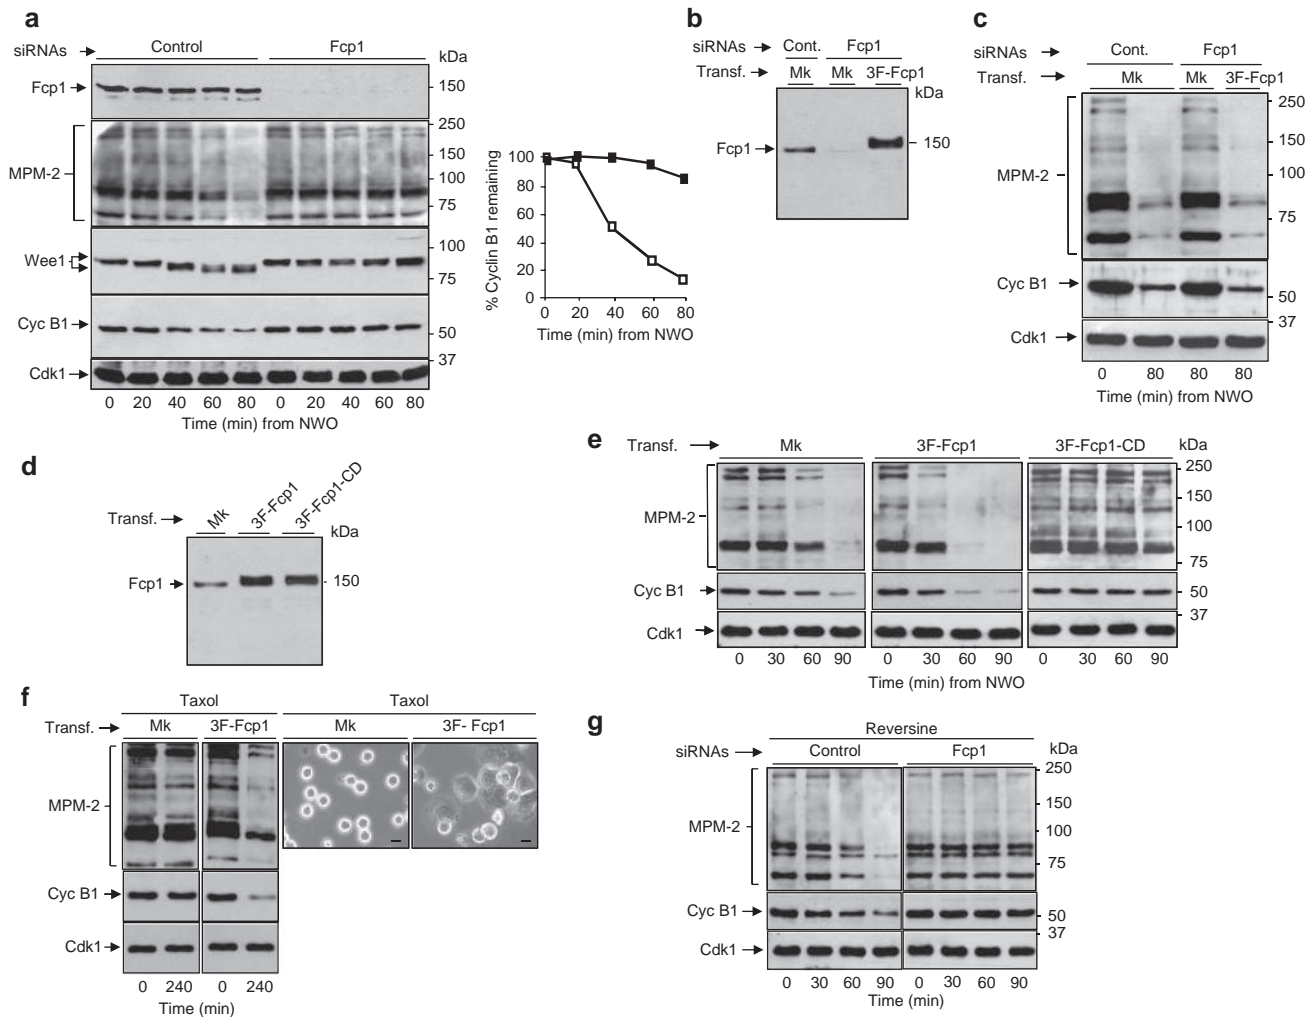 a
siRNAs Control Fcp1
kDa
Fcp1 150
MPM-2 250
150
100
75
Wee1 100
75
Cyc B1 50
37
Cdk1
0 20 40 60 80 0 20 40 60 80
Time (min) from NWO
% Cyclin B1 remaining
100
80
60
40
20
0
0 20 40 60 80
Time (min) from NWO
b
siRNAs Cont. Fcp1
Transf. Mk Mk 3F-Fcp1
kDa
Fcp1 150
c
siRNAs Cont. Fcp1
Transf. Mk Mk 3F-Fcp1
kDa
MPM-2 250
150
100
75
Cyc B1 50
37
Cdk1
0 80 80 80
Time (min) from NWO
d
Transf. Mk 3F-Fcp1 3F-Fcp1-CD
kDa
Fcp1 150
e
Transf. Mk 3F-Fcp1 3F-Fcp1-CD kDa
MPM-2 250
150
100
75
Cyc B1 50
37
Cdk1
0 30 60 90 0 30 60 90 0 30 60 90
Time (min) from NWO
f
Taxol Taxol
Transf. Mk 3F-Fcp1 Mk 3F- Fcp1
MPM-2
Cyc B1
Cdk1
0 240 0 240
Time (min)
g
Reversine
siRNAs Control Fcp1 kDa
MPM-2 250
150
100
75
Cyc B1 50
37
Cdk1
0 30 60 90 0 30 60 90
Time (min)